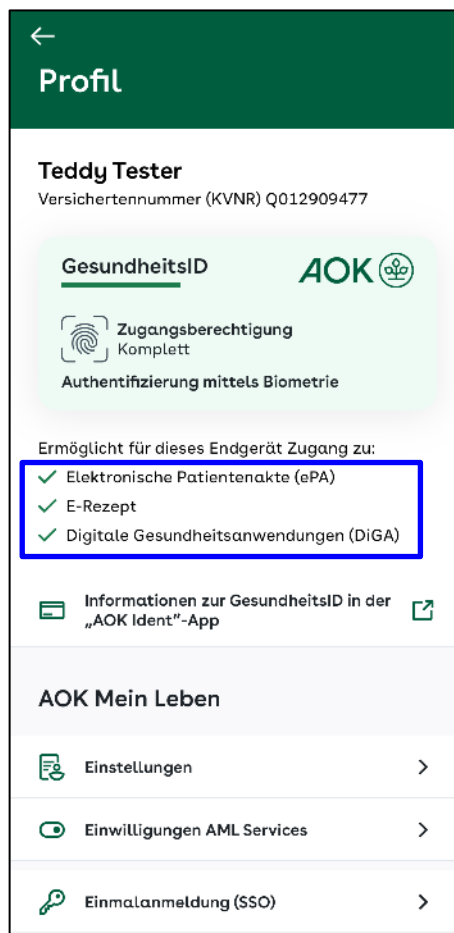 Profil
Teddy Tester
Versichertennummer (KVNR) Q012909477
GesundheitsID
AOK
Zugangsberechtigung
Komplett
Authentifizierung mittels Biometrie
Ermöglicht für dieses Endgerät Zugang zu:
Elektronische Patientenakte (ePA)
E-Rezept
Digitale Gesundheitsanwendungen (DiGA)
Informationen zur GesundheitsID in der
„AOK Ident"-App
AOK Mein Leben
Einstellungen
Einwilligungen AML Services
Einmalanmeldung (SSO)